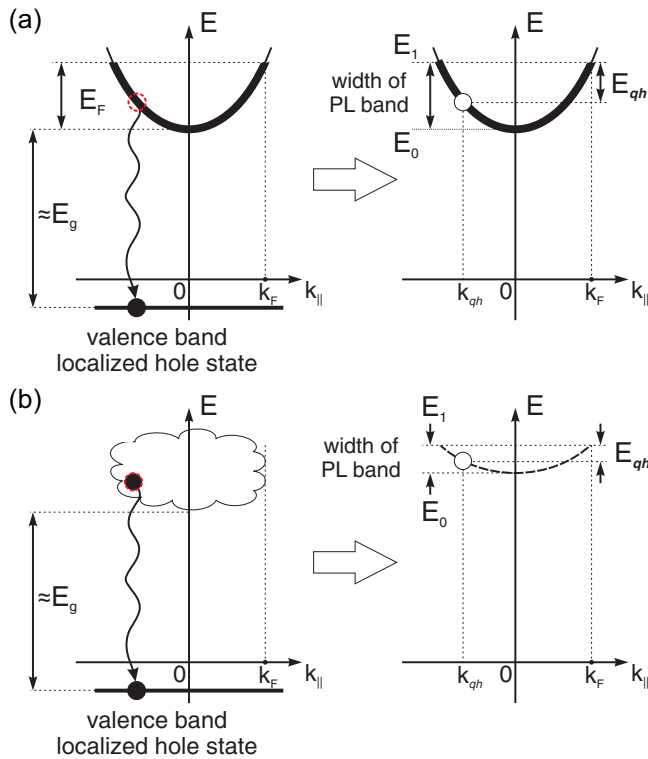 (a)
E
E_F
≈E_g
0
k_F
k_||
valence band
localized hole state
E
E_1
width of
PL band
E_0
E_qh
k_qh
0
k_F
k_||
(b)
E
≈E_g
0
k_F
k_||
valence band
localized hole state
E
E_1
width of
PL band
E_0
E_qh
k_qh
0
k_F
k_||